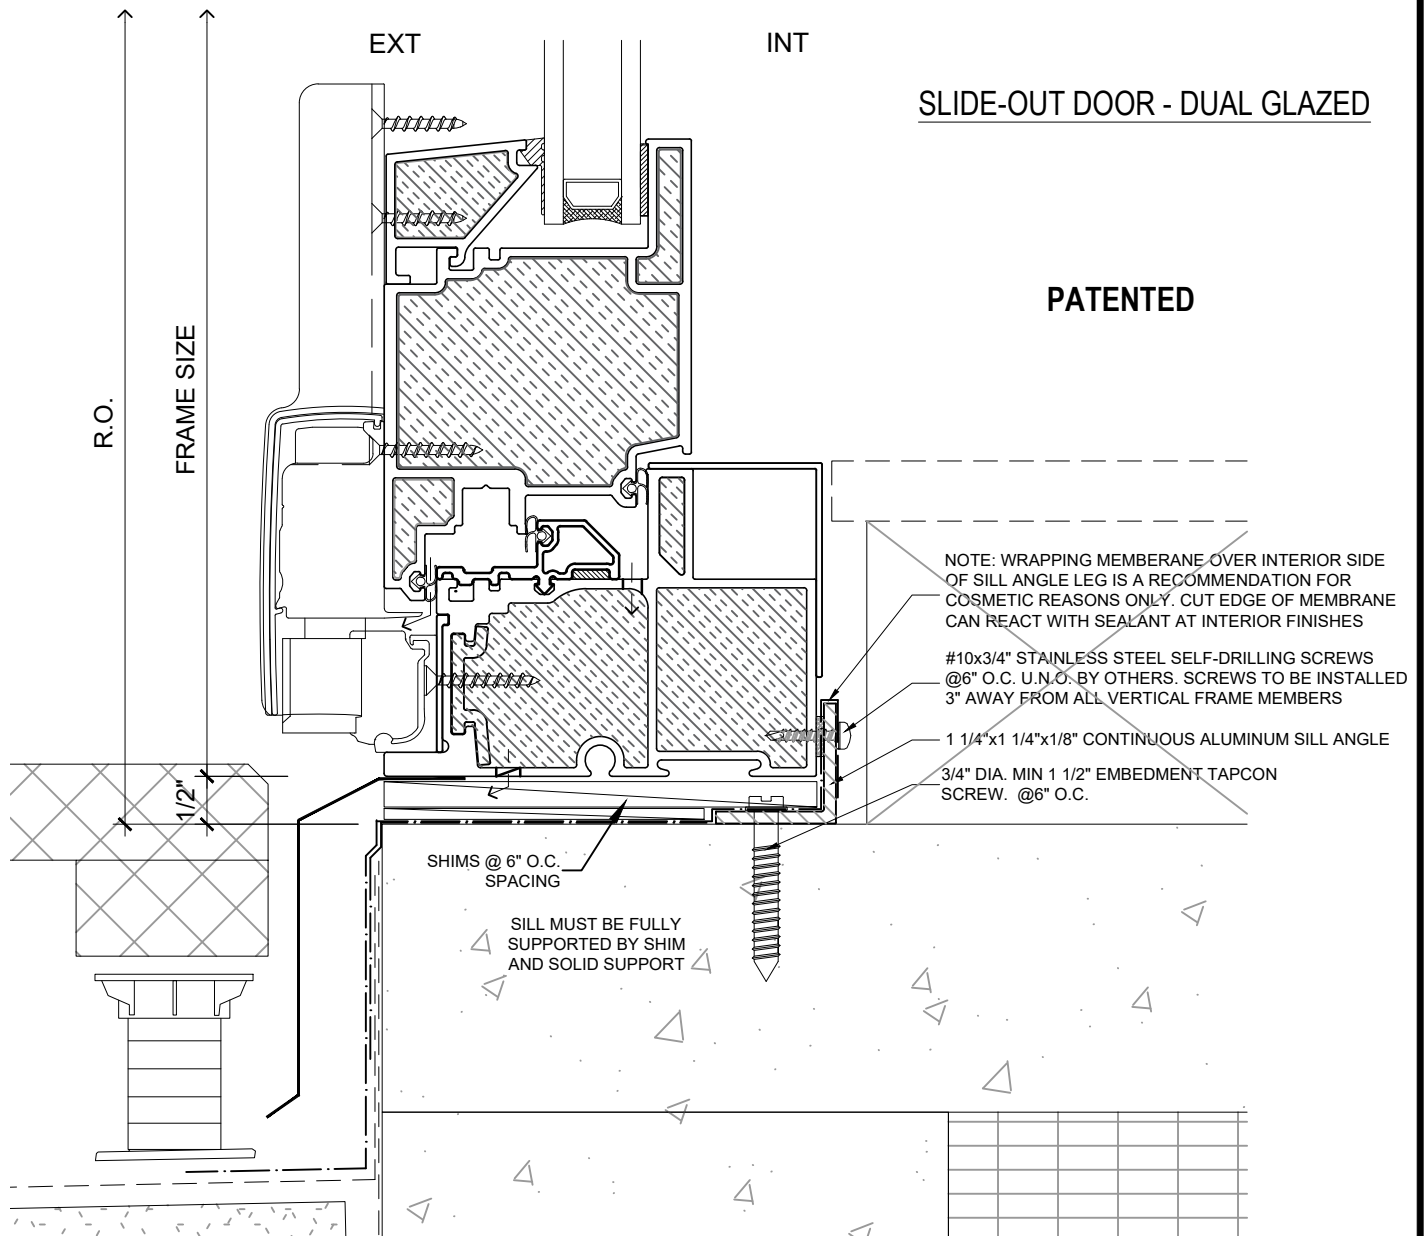 EXT
INT
SLIDE-OUT DOOR - DUAL GLAZED
PATENTED
R.O.
FRAME SIZE
1/2"
NOTE: WRAPPING MEMBERANE OVER INTERIOR SIDE
OF SILL ANGLE LEG IS A RECOMMENDATION FOR
COSMETIC REASONS ONLY. CUT EDGE OF MEMBRANE
CAN REACT WITH SEALANT AT INTERIOR FINISHES
#10x3/4" STAINLESS STEEL SELF-DRILLING SCREWS
@6" O.C. U.N.O. BY OTHERS. SCREWS TO BE INSTALLED
3" AWAY FROM ALL VERTICAL FRAME MEMBERS
1 1/4"x1 1/4"x1/8" CONTINUOUS ALUMINUM SILL ANGLE
3/4" DIA. MIN 1 1/2" EMBEDMENT TAPCON
SCREW. @6" O.C.
SHIMS @ 6" O.C.
SPACING
SILL MUST BE FULLY
SUPPORTED BY SHIM
AND SOLID SUPPORT